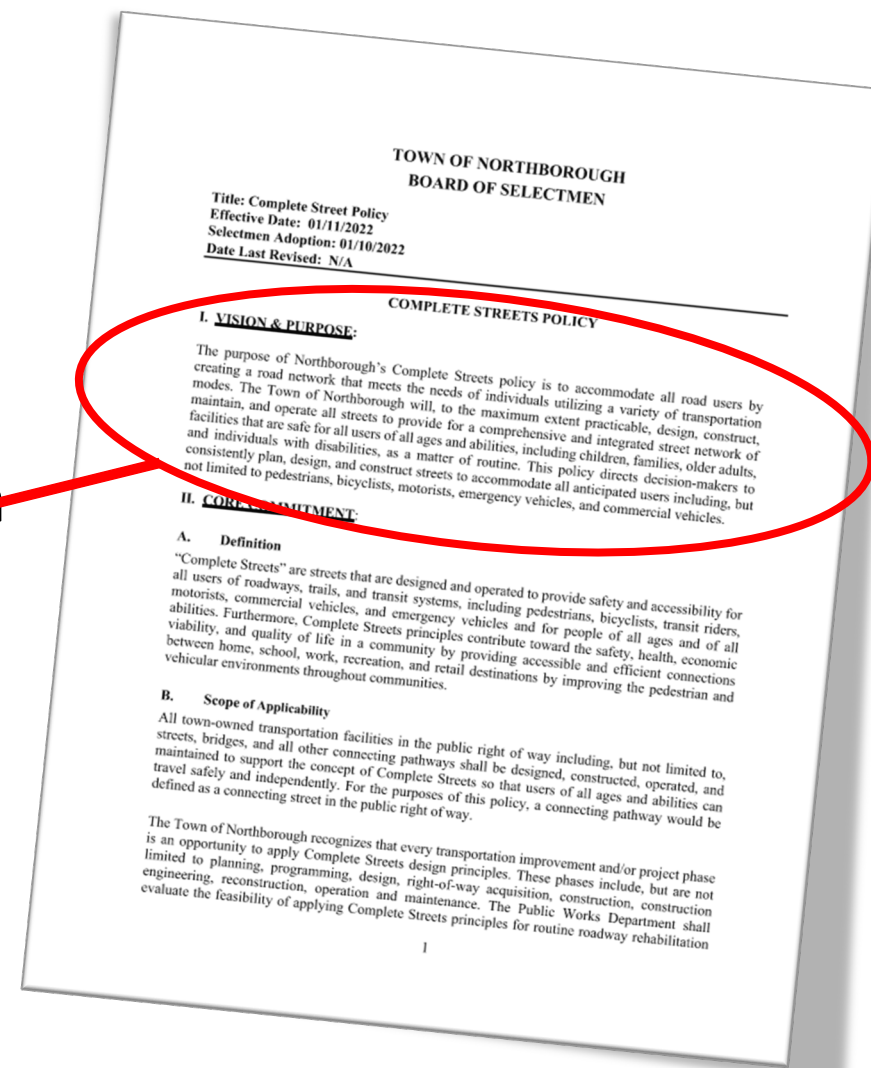 TOWN OF NORTHBOROUGH
BOARD OF SELECTMEN
Title: Complete Street Policy
Effective Date: 01/11/2022
Selectmen Adoption: 01/10/2022
Date Last Revised: N/A
COMPLETE STREETS POLICY
I. VISION & PURPOSE:
The purpose of Northborough's Complete Streets policy is to accommodate all road users by
creating a road network that meets the needs of individuals utilizing a variety of transportation
modes. The Town of Northborough will, to the maximum extent practicable, design, construct,
maintain, and operate all streets to provide for a comprehensive and integrated street network of
facilities that are safe for all users of all ages and abilities, including children, families, older adults,
and individuals with disabilities, as a matter of routine. This policy directs decision-makers to
consistently plan, design, and construct streets to accommodate all anticipated users including, but
not limited to pedestrians, bicyclists, motorists, emergency vehicles, and commercial vehicles.
II. CORE COMMITMENT:
A. Definition
"Complete Streets" are streets that are designed and operated to provide safety and accessibility for
all users of roadways, trails, and transit systems, including pedestrians, bicyclists, transit riders,
motorists, commercial vehicles, and emergency vehicles and for people of all ages and of all
abilities. Furthermore, Complete Streets principles contribute toward the safety, health, economic
viability, and quality of life in a community by providing accessible and efficient connections
between home, school, work, recreation, and retail destinations by improving the pedestrian and
vehicular environments throughout communities.
B. Scope of Applicability
All town-owned transportation facilities in the public right of way including, but not limited to,
streets, bridges, and all other connecting pathways shall be designed, constructed, operated, and
maintained to support the concept of Complete Streets so that users of all ages and abilities can
travel safely and independently. For the purposes of this policy, a connecting pathway would be
defined as a connecting street in the public right of way.
The Town of Northborough recognizes that every transportation improvement and/or project phase
is an opportunity to apply Complete Streets design principles. These phases include, but are not
limited to planning, programming, design, right-of-way acquisition, construction, construction
engineering, reconstruction, operation and maintenance. The Public Works Department shall
evaluate the feasibility of applying Complete Streets principles for routine roadway rehabilitation
1